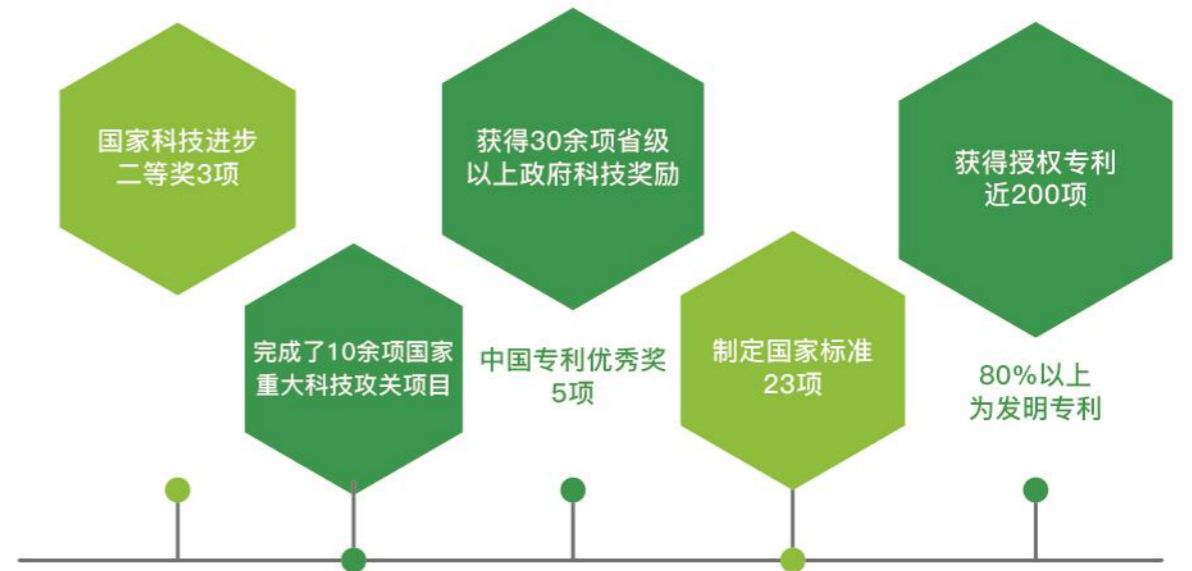 国家科技进步
二等奖3项
完成了10余项国家
重大科技攻关项目
获得30余项省级
以上政府科技奖励
中国专利优秀奖
5项
制定国家标准
23项
获得授权专利
近200项
80%以上
为发明专利